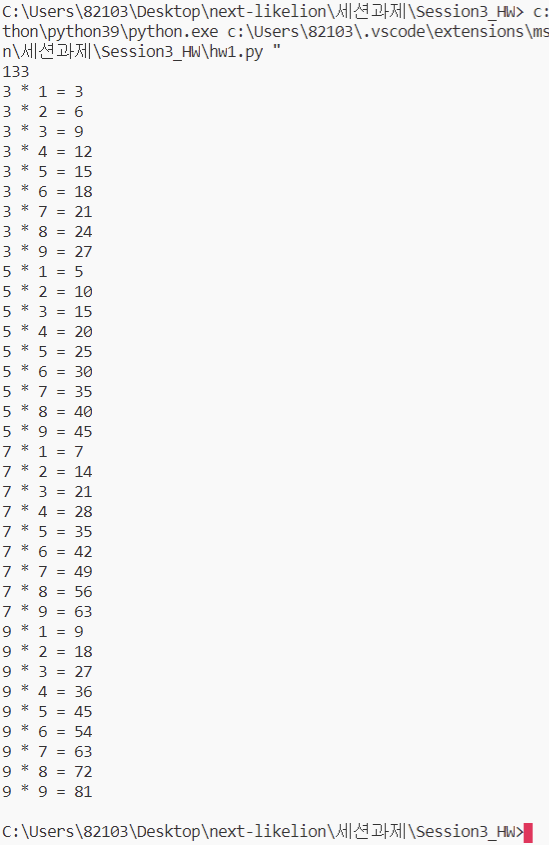 C:\Users\82103\Desktop\next-likelion\세션과제\Session3_HW> c:
thon\python39\python.exe c:\Users\82103\.vscode\extensions\ms
n\세션과제\Session3_HW\hw1.py "
133
3 * 1 = 3
3 * 2 = 6
3 * 3 = 9
3 * 4 = 12
3 * 5 = 15
3 * 6 = 18
3 * 7 = 21
3 * 8 = 24
3 * 9 = 27
5 * 1 = 5
5 * 2 = 10
5 * 3 = 15
5 * 4 = 20
5 * 5 = 25
5 * 6 = 30
5 * 7 = 35
5 * 8 = 40
5 * 9 = 45
7 * 1 = 7
7 * 2 = 14
7 * 3 = 21
7 * 4 = 28
7 * 5 = 35
7 * 6 = 42
7 * 7 = 49
7 * 8 = 56
7 * 9 = 63
9 * 1 = 9
9 * 2 = 18
9 * 3 = 27
9 * 4 = 36
9 * 5 = 45
9 * 6 = 54
9 * 7 = 63
9 * 8 = 72
9 * 9 = 81
C:\Users\82103\Desktop\next-likelion\세션과제\Session3_HW>